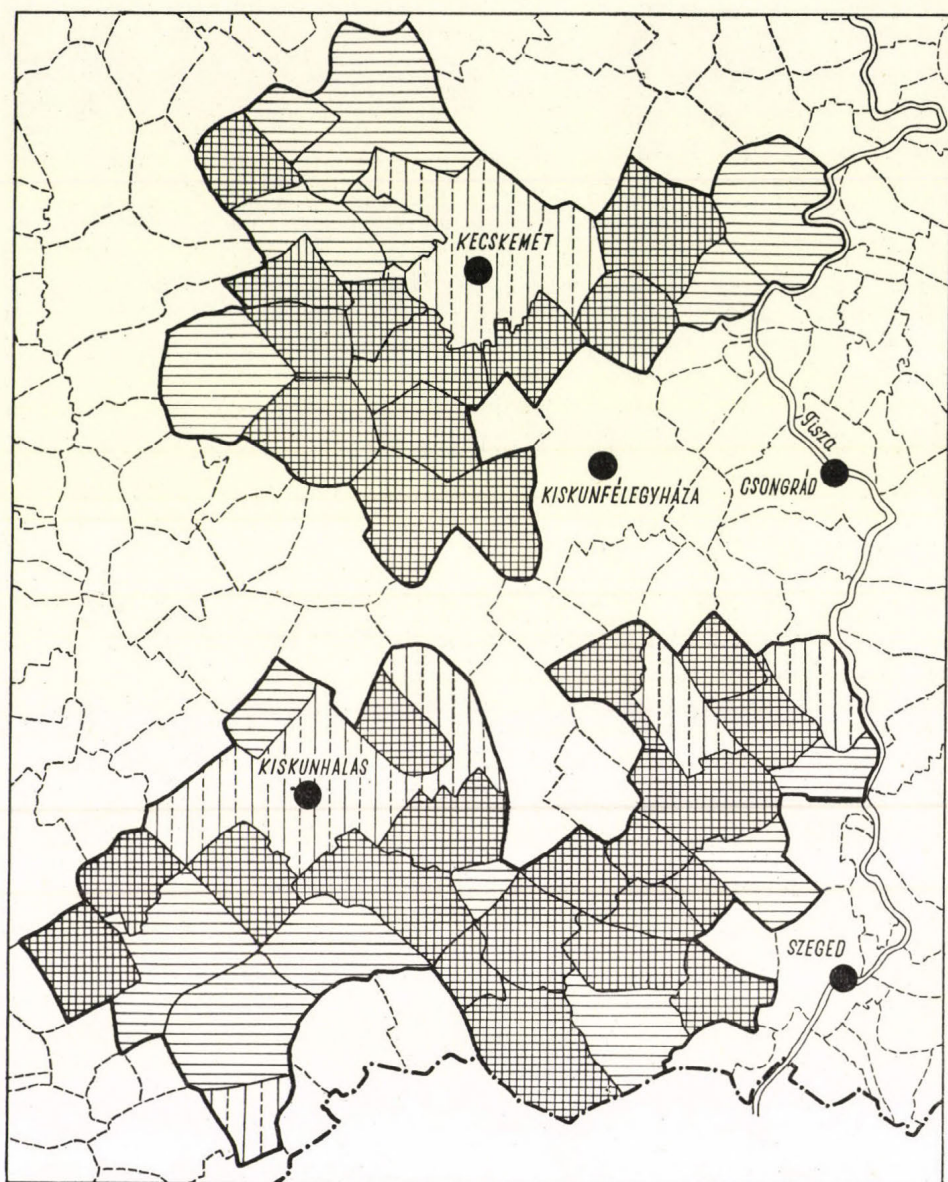 KECSKEMÉT
Tisza
KISKUNFÉLEGYHÁZA
CSONGRÁD
KISKUNHALAS
SZEGED